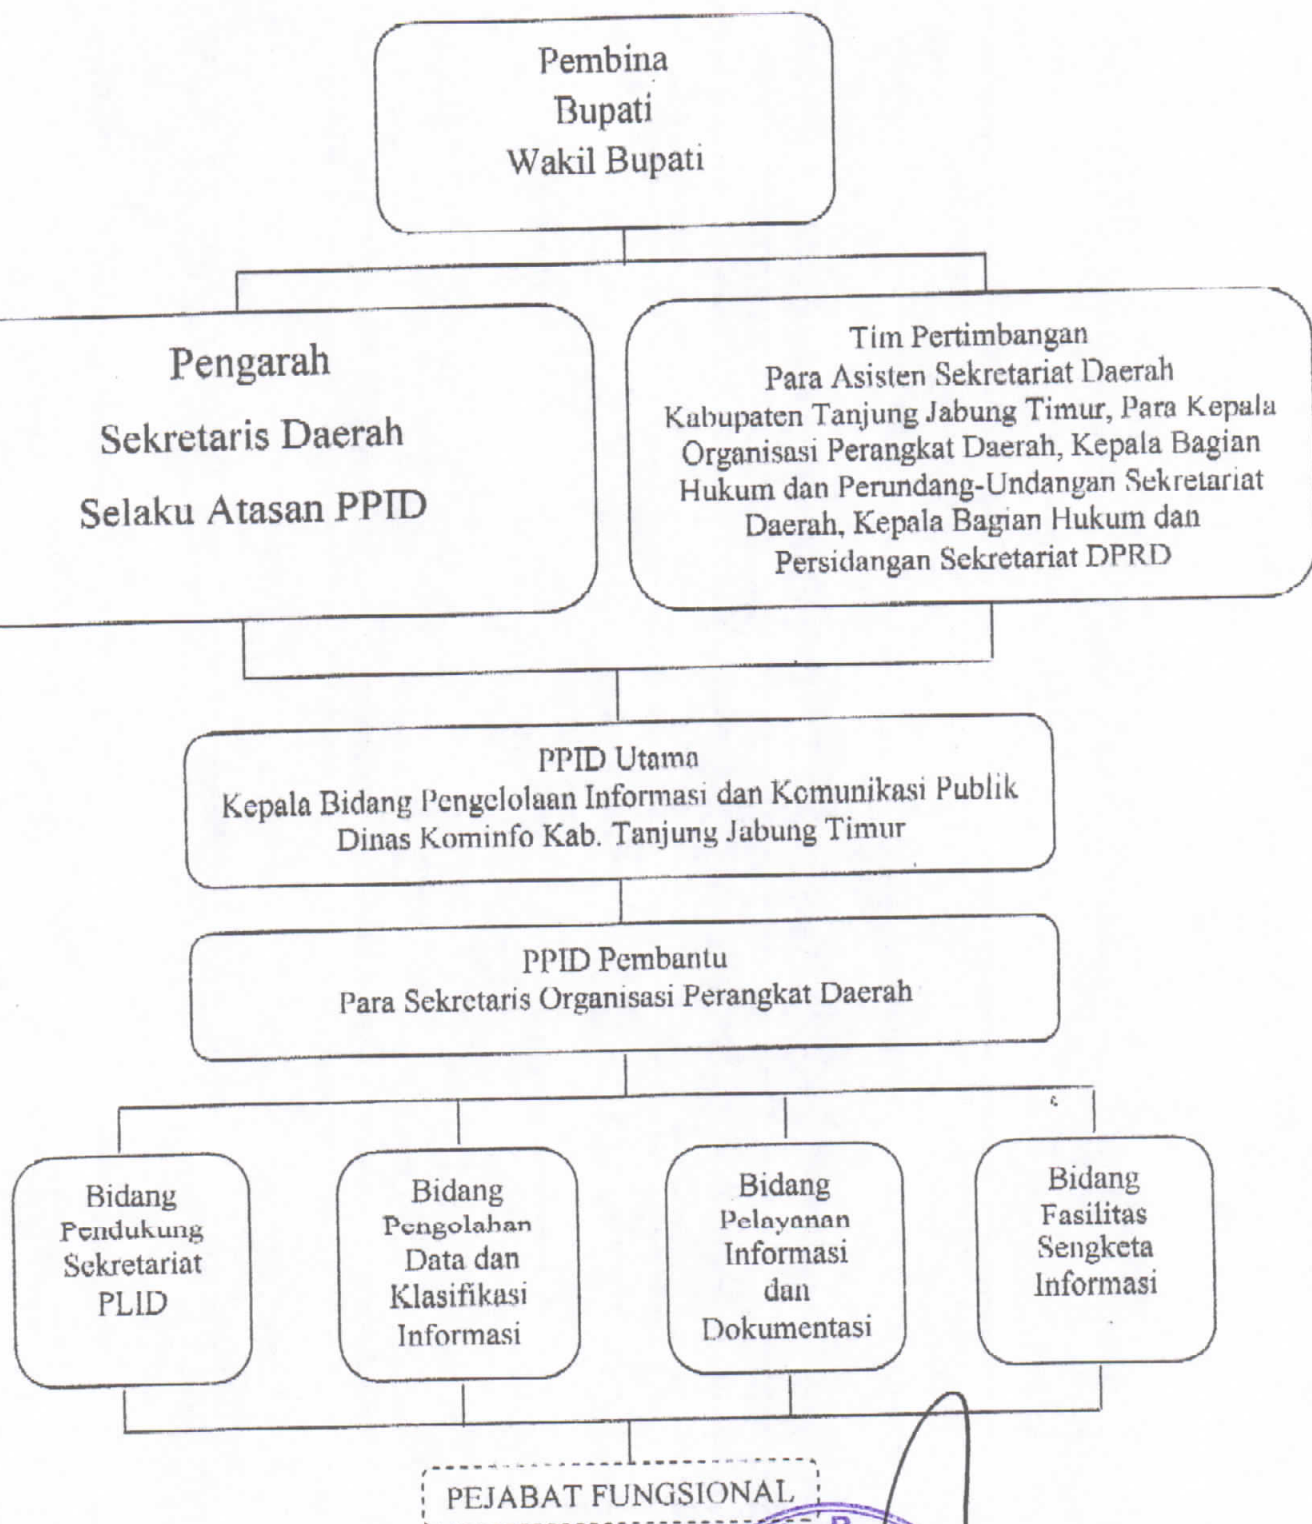 Pembina
Bupati
Wakil Bupati
Pengarah
Sekretaris Daerah
Selaku Atasan PPID
Tim Pertimbangan
Para Asisten Sekretariat Daerah
Kabupaten Tanjung Jabung Timur, Para Kepala
Organisasi Perangkat Daerah, Kepala Bagian
Hukum dan Perundang-Undangan Sekretariat
Daerah, Kepala Bagian Hukum dan
Persidangan Sekretariat DPRD
PPID Utama
Kepala Bidang Pengelolaan Informasi dan Komunikasi Publik
Dinas Kominfo Kab. Tanjung Jabung Timur
PPID Pembantu
Para Sekretaris Organisasi Perangkat Daerah
Bidang
Pendukung
Sekretariat
PLID
Bidang
Pengolahan
Data dan
Klasifikasi
Informasi
Bidang
Pelayanan
Informasi
dan
Dokumentasi
Bidang
Fasilitas
Sengketa
Informasi
PEJABAT FUNGSIONAL